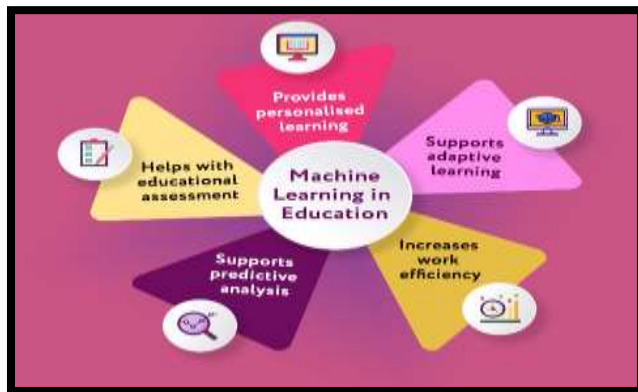 Provides
personalised
learning
Supports
adaptive
learning
Helps with
educational
assessment
Machine
Learning in
Education
Increases
work
efficiency
Supports
predictive
analysis